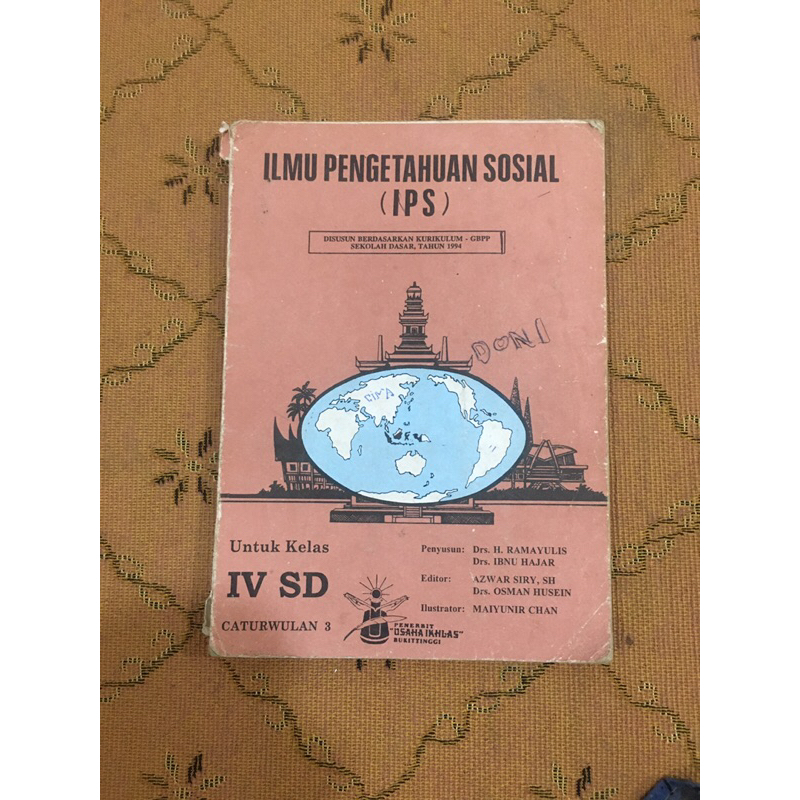 ILMU PENGETAHUAN SOSIAL
(IPS)
DISUSUN BERDASARKAN KURIKULUM - GBPP
SEKOLAH DASAR, TAHUN 1994
DONI
CINA
Untuk Kelas
IV SD
CATURWULAN 3
Penyusun: Drs. H. RAMAYULIS
Drs. IBNU HAJAR
Editor: AZWAR SIRY, SH
Drs. OSMAN HUSEIN
Ilustrator: MAIYUNIR CHAN
PENERBIT
"USAHA IKHLAS"
BUKITTINGGI